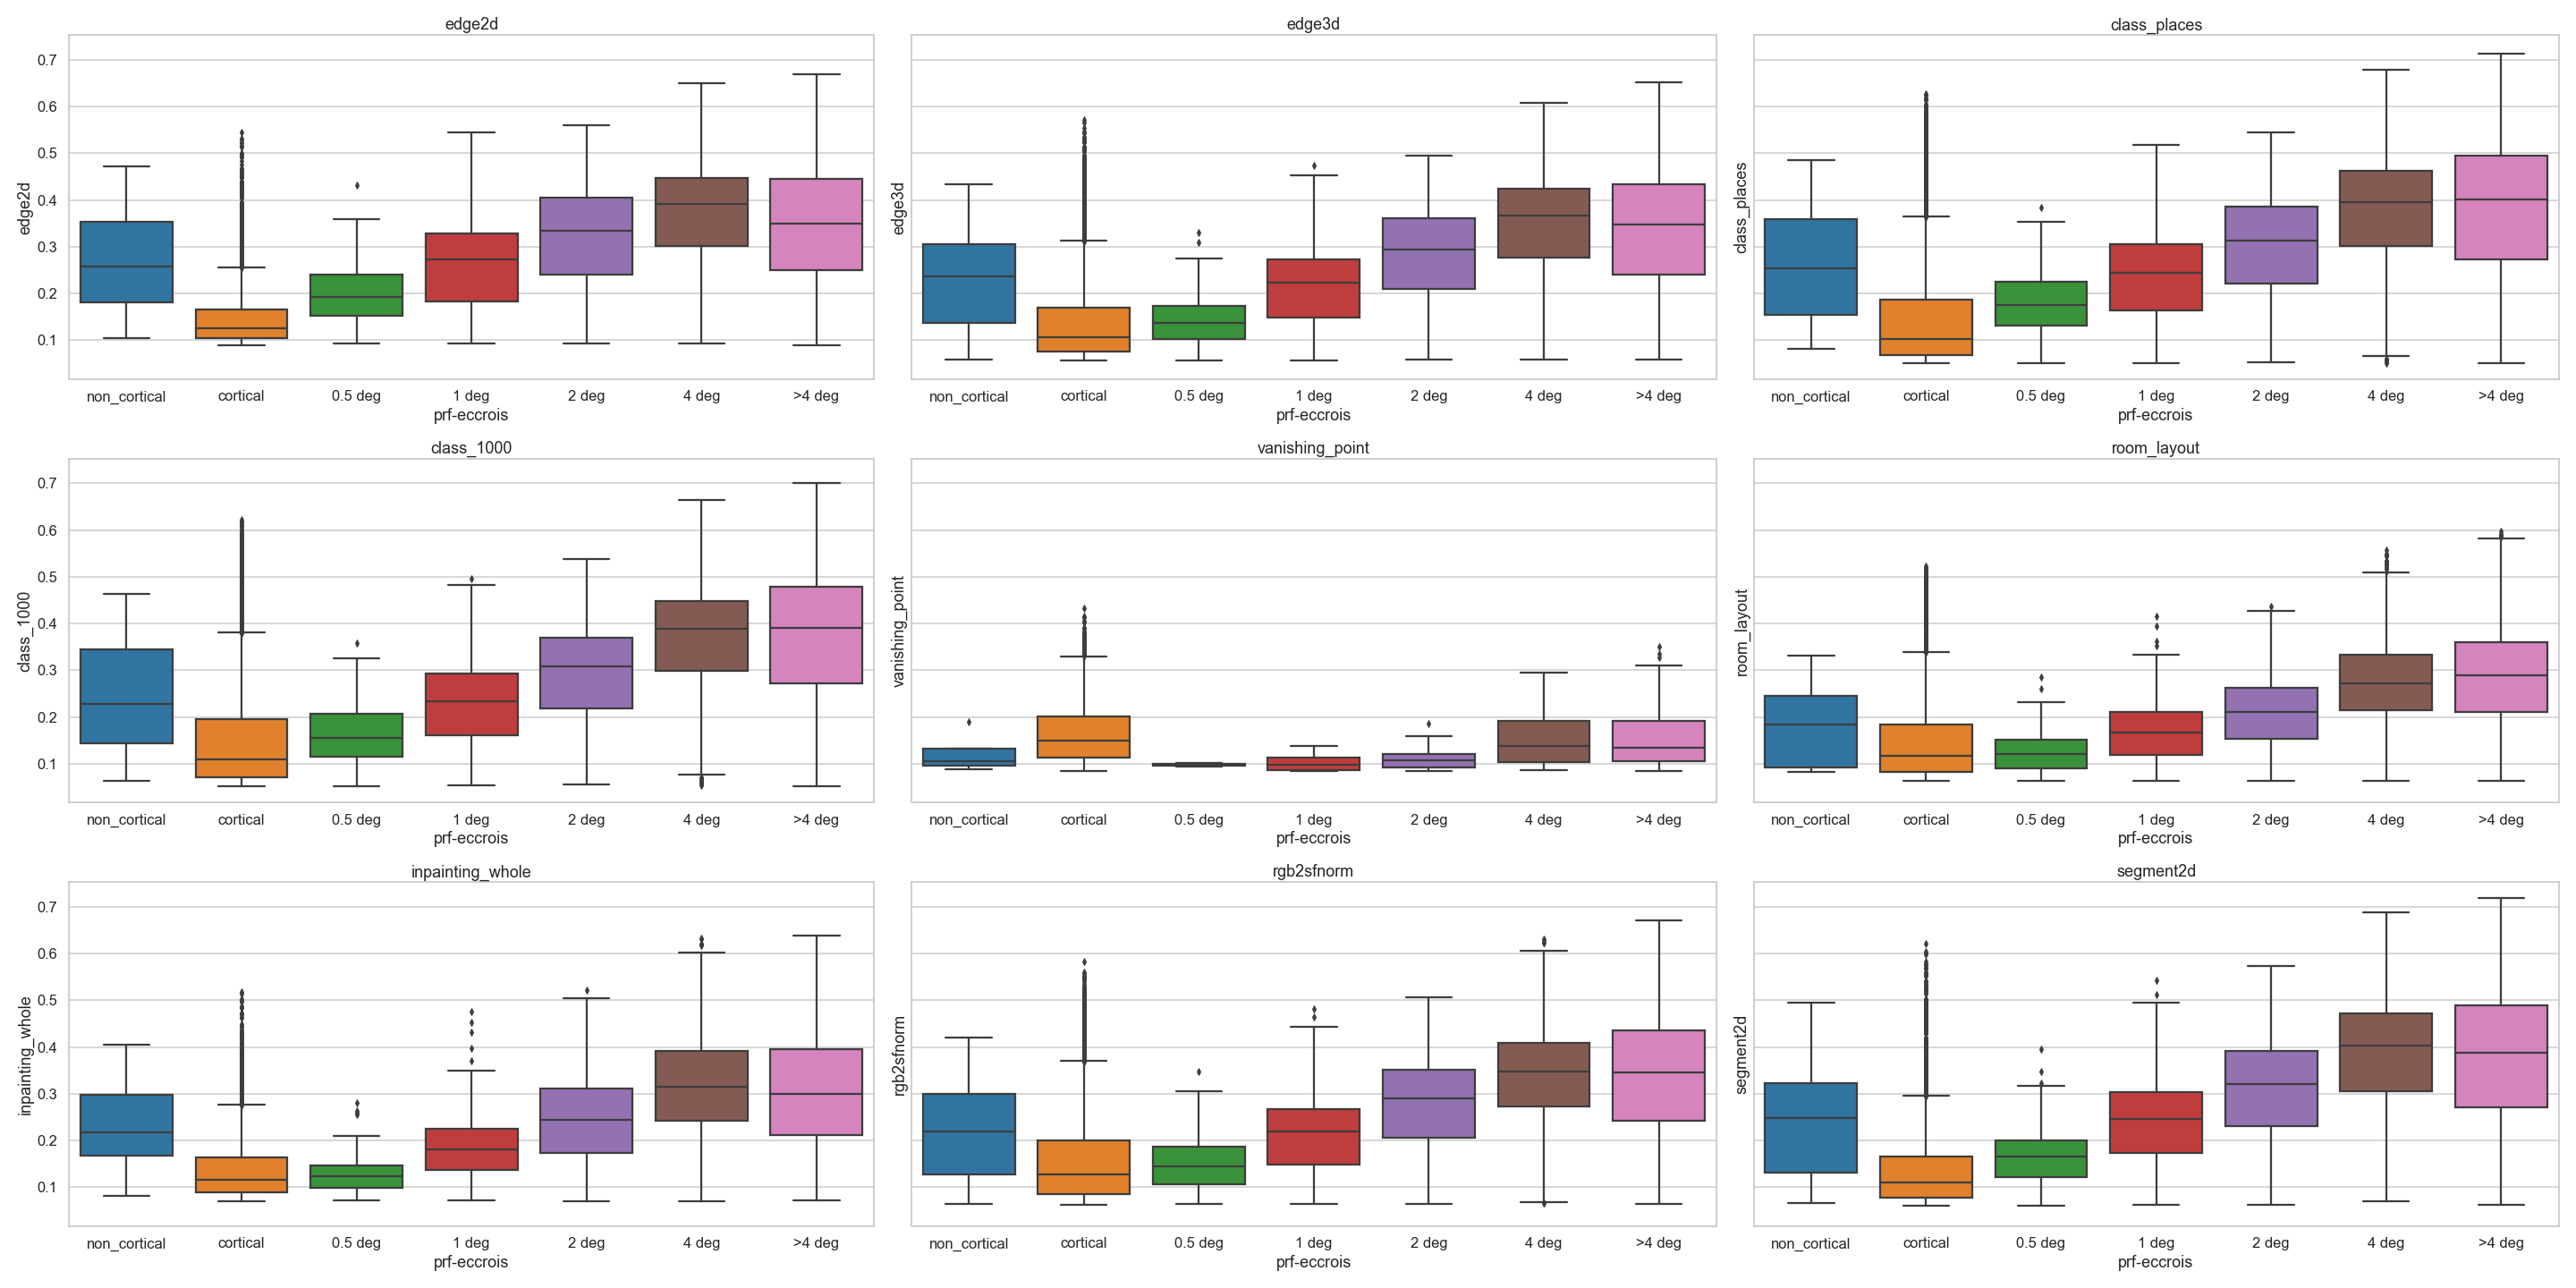 edge2d edge3d class_places
0.7
0.6
0.5
0.4
0.3
0.2
0.1
edge2d edge3d class_places
non_cortical cortical 0.5 deg 1 deg 2 deg 4 deg >4 deg non_cortical cortical 0.5 deg 1 deg 2 deg 4 deg >4 deg non_cortical cortical 0.5 deg 1 deg 2 deg 4 deg >4 deg
prf-eccrois prf-eccrois prf-eccrois
class_1000 vanishing_point room_layout
0.7
0.6
0.5
0.4
0.3
0.2
0.1
class_1000 vanishing_point room_layout
non_cortical cortical 0.5 deg 1 deg 2 deg 4 deg >4 deg non_cortical cortical 0.5 deg 1 deg 2 deg 4 deg >4 deg non_cortical cortical 0.5 deg 1 deg 2 deg 4 deg >4 deg
prf-eccrois prf-eccrois prf-eccrois
inpainting_whole rgb2sfnorm segment2d
0.7
0.6
0.5
0.4
0.3
0.2
0.1
inpainting_whole rgb2sfnorm segment2d
non_cortical cortical 0.5 deg 1 deg 2 deg 4 deg >4 deg non_cortical cortical 0.5 deg 1 deg 2 deg 4 deg >4 deg non_cortical cortical 0.5 deg 1 deg 2 deg 4 deg >4 deg
prf-eccrois prf-eccrois prf-eccrois